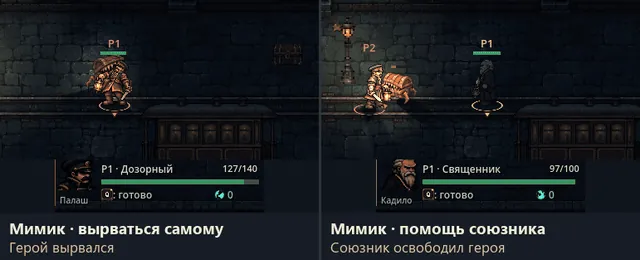 P1
P1 · Дозорный 127/140
Q: готово 0
Палаш
Мимик · вырваться самому
Герой вырвался
P2
P1
P1 · Священник 97/100
Q: готово 0
Кадило
Мимик · помощь союзника
Союзник освободил героя